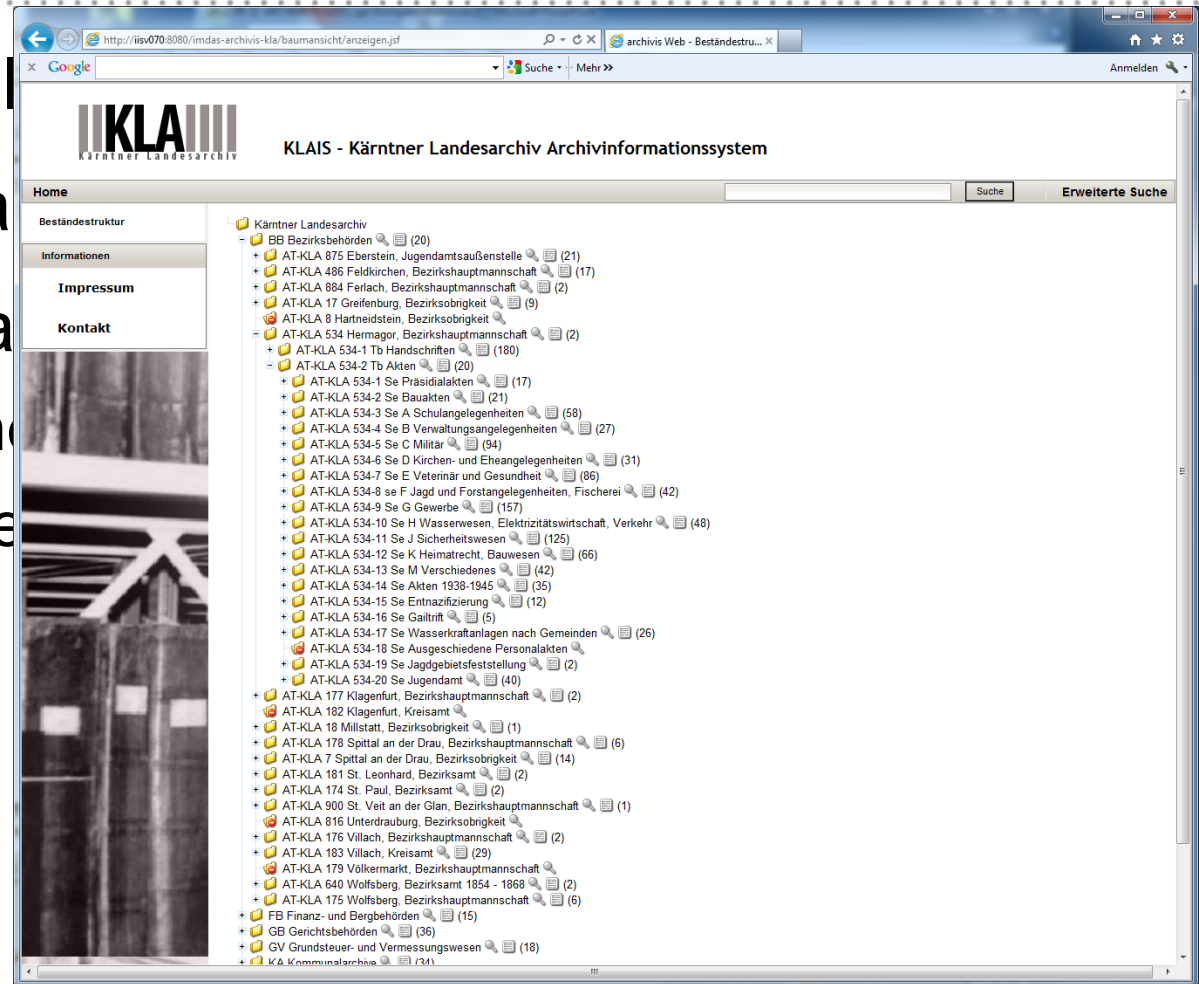 http://iisv070:8080/imdas-archivis-kla/baumansicht/anzeigen.jsf
archivis Web - Beständestru...
x Google Suche Mehr >> Anmelden
KLA
Kärntner Landesarchiv
KLAIS - Kärntner Landesarchiv Archivinformationssystem
Home Suche Erweiterte Suche
Beständestruktur
Informationen
Impressum
Kontakt
Kärntner Landesarchiv
BB Bezirksbehörden (20)
AT-KLA 875 Eberstein, Jugendamtsaußenstelle (21)
AT-KLA 486 Feldkirchen, Bezirkshauptmannschaft (17)
AT-KLA 884 Ferlach, Bezirkshauptmannschaft (2)
AT-KLA 17 Greifenburg, Bezirksobrigkeit (9)
AT-KLA 8 Hartneidstein, Bezirksobrigkeit
AT-KLA 534 Hermagor, Bezirkshauptmannschaft (2)
AT-KLA 534-1 Tb Handschriften (180)
AT-KLA 534-2 Tb Akten (20)
AT-KLA 534-1 Se Präsidialakten (17)
AT-KLA 534-2 Se Bauakten (21)
AT-KLA 534-3 Se A Schulangelegenheiten (58)
AT-KLA 534-4 Se B Verwaltungsangelegenheiten (27)
AT-KLA 534-5 Se C Militär (94)
AT-KLA 534-6 Se D Kirchen- und Eheangelegenheiten (31)
AT-KLA 534-7 Se E Veterinär und Gesundheit (86)
AT-KLA 534-8 se F Jagd und Forstangelegenheiten, Fischerei (42)
AT-KLA 534-9 Se G Gewerbe (157)
AT-KLA 534-10 Se H Wasserwesen, Elektrizitätswirtschaft, Verkehr (48)
AT-KLA 534-11 Se J Sicherheitswesen (125)
AT-KLA 534-12 Se K Heimatrecht, Bauwesen (66)
AT-KLA 534-13 Se M Verschiedenes (42)
AT-KLA 534-14 Se Akten 1938-1945 (35)
AT-KLA 534-15 Se Entnazifizierung (12)
AT-KLA 534-16 Se Gailtrift (5)
AT-KLA 534-17 Se Wasserkraftanlagen nach Gemeinden (26)
AT-KLA 534-18 Se Ausgeschiedene Personalakten
AT-KLA 534-19 Se Jagdgebietsfeststellung (2)
AT-KLA 534-20 Se Jugendamt (40)
AT-KLA 177 Klagenfurt, Bezirkshauptmannschaft (2)
AT-KLA 182 Klagenfurt, Kreisamt
AT-KLA 18 Millstatt, Bezirksobrigkeit (1)
AT-KLA 178 Spittal an der Drau, Bezirkshauptmannschaft (6)
AT-KLA 7 Spittal an der Drau, Bezirksobrigkeit (14)
AT-KLA 181 St. Leonhard, Bezirksamt (2)
AT-KLA 174 St. Paul, Bezirksamt (2)
AT-KLA 900 St. Veit an der Glan, Bezirkshauptmannschaft (1)
AT-KLA 816 Unterdrauburg, Bezirksobrigkeit
AT-KLA 176 Villach, Bezirkshauptmannschaft (2)
AT-KLA 183 Villach, Kreisamt (29)
AT-KLA 179 Völkermarkt, Bezirkshauptmannschaft
AT-KLA 640 Wolfsberg, Bezirksamt 1854 - 1868 (2)
AT-KLA 175 Wolfsberg, Bezirkshauptmannschaft (6)
FB Finanz- und Bergbehörden (15)
GB Gerichtsbehörden (36)
GV Grundsteuer- und Vermessungswesen (18)
KA Kommunalarchive (34)